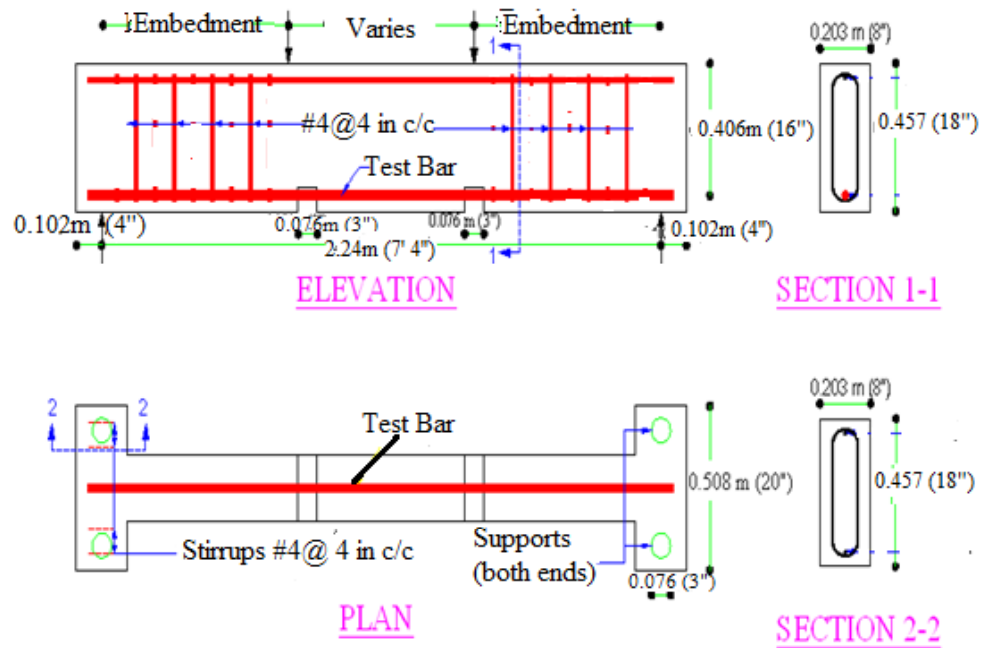 Embedment
Varies
Embedment
0.203 m (8")
1
#4@4 in c/c
0.406m (16")
0.457 (18")
Test Bar
0.102m (4")
0.076m (3")
0.076 m (3")
0.102m (4")
2.24m (7' 4")
1
ELEVATION
SECTION 1-1
0.203 m (8")
2
2
Test Bar
0.508 m (20")
0.457 (18")
Stirrups #4@ 4 in c/c
Supports
(both ends)
0.076 (3")
PLAN
SECTION 2-2